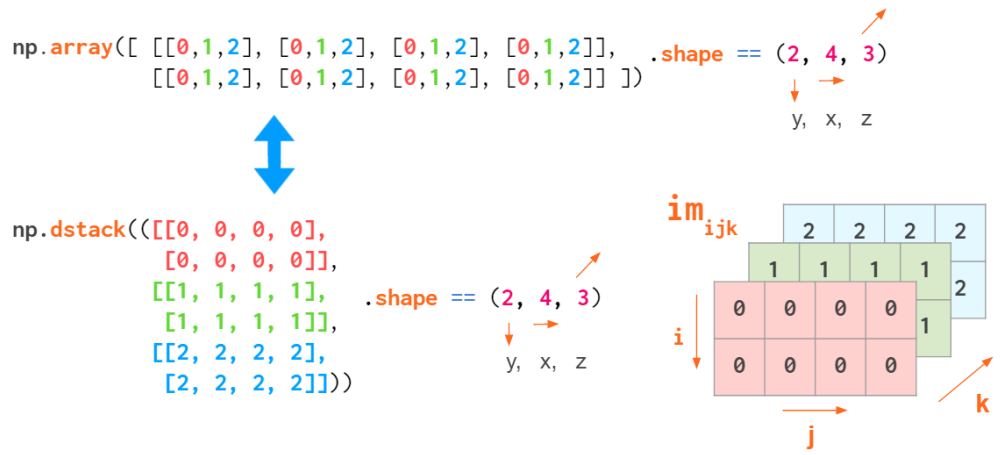 np.array([ [[0,1,2], [0,1,2], [0,1,2], [0,1,2]],
[[0,1,2], [0,1,2], [0,1,2], [0,1,2]] ])
.shape == (2, 4, 3)
y, x, z
np.dstack(([[0, 0, 0, 0],
[0, 0, 0, 0]],
[[1, 1, 1, 1],
[1, 1, 1, 1]],
[[2, 2, 2, 2],
[2, 2, 2, 2]]))
.shape == (2, 4, 3)
y, x, z
im ijk
2 2 2 2
2
1 1 1 1
1
0 0 0 0
0 0 0 0
i
j
k